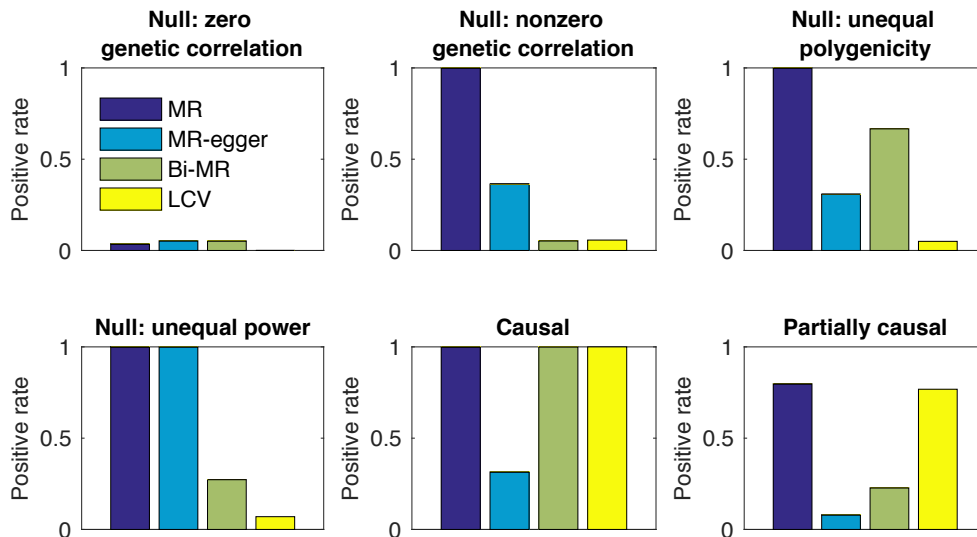 Null: zero
genetic correlation
Positive rate
1
0.5
0
MR
MR-egger
Bi-MR
LCV
Null: nonzero
genetic correlation
Positive rate
1
0.5
0
Null: unequal
polygenicity
Positive rate
1
0.5
0
Null: unequal power
Positive rate
1
0.5
0
Causal
Positive rate
1
0.5
0
Partially causal
Positive rate
1
0.5
0